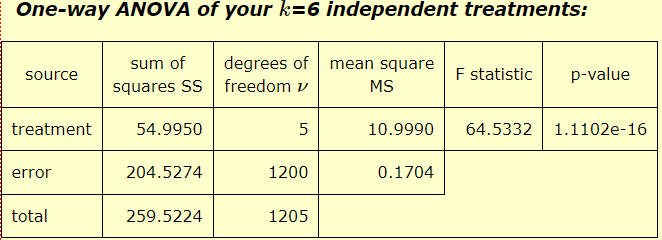 One-way ANOVA of your k=6 independent treatments:
source sum of squares SS degrees of freedom ν mean square MS F statistic p-value
treatment 54.9950 5 10.9990 64.5332 1.1102e-16
error 204.5274 1200 0.1704
total 259.5224 1205